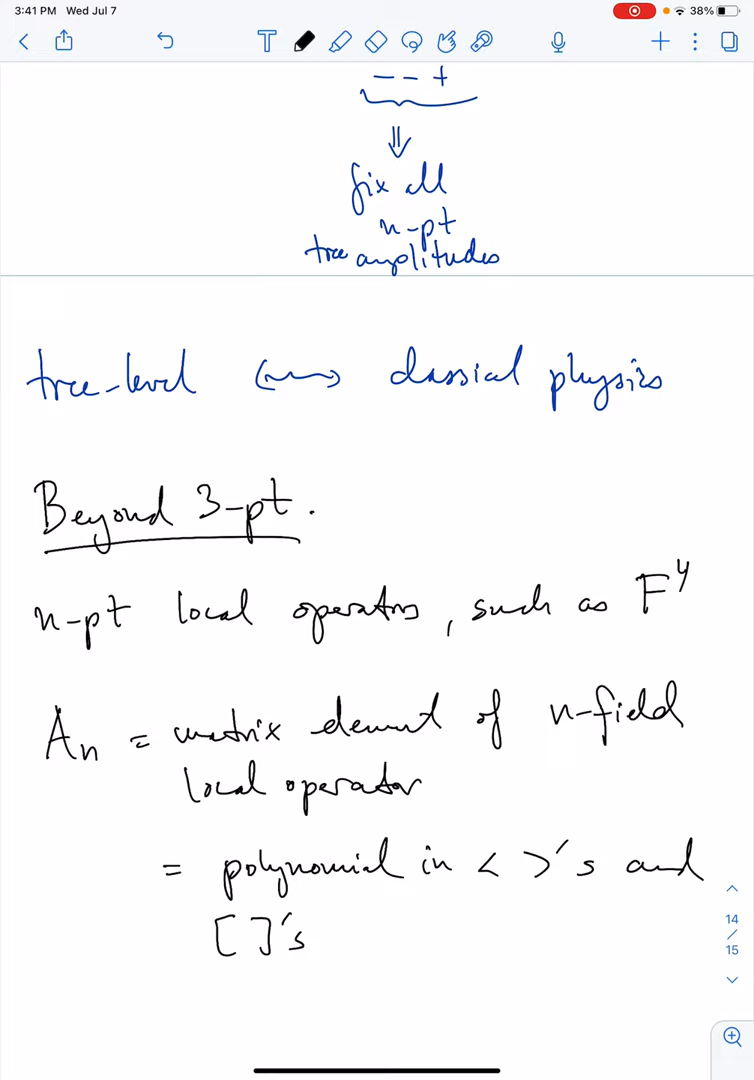 3:41 PM Wed Jul 7
38%
T
- - +
⇓
fix all
n-pt
tree amplitudes
tree-level ⟷ classical physics
Beyond 3-pt.
n-pt local operators, such as F⁴
Aₙ = matrix element of n-field
local operator
= polynomial in < >'s and
[ ]'s
14
/
15